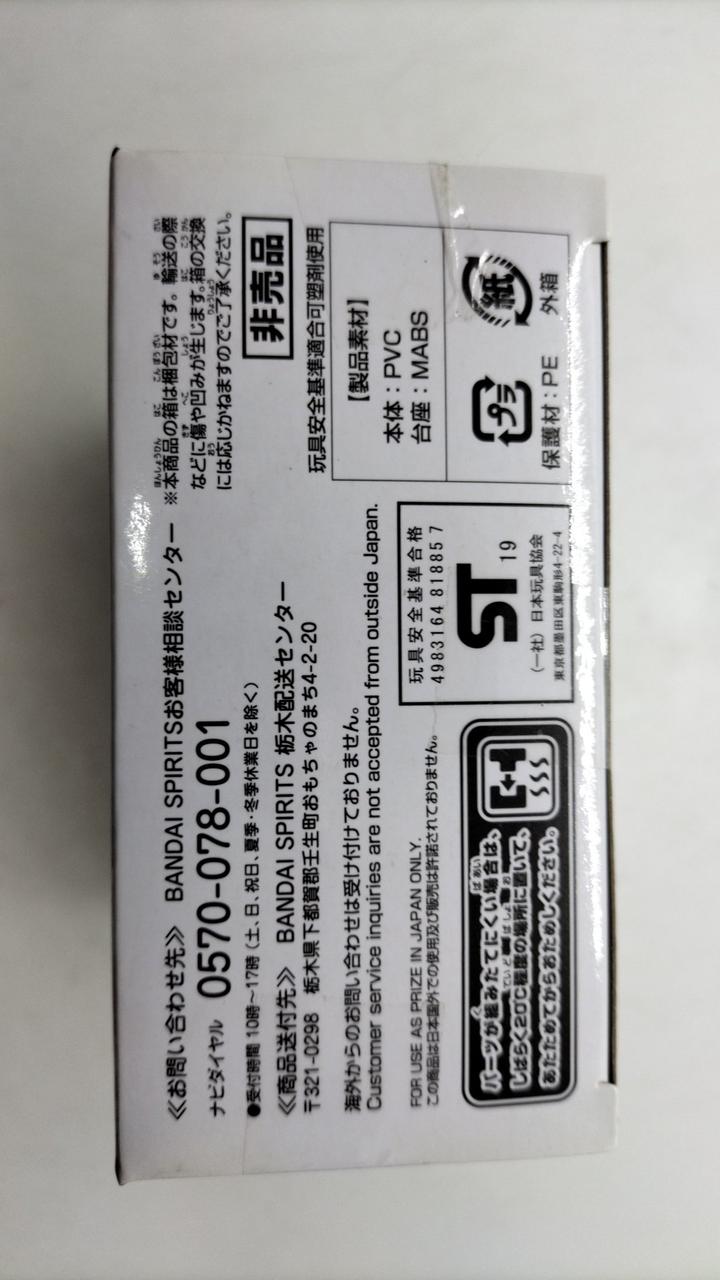 ≪お問い合わせ先≫ BANDAI SPIRITSお客様相談センター
ナビダイヤル 0570-078-001
●受付時間 10時～17時（土、日、祝日、夏季・冬季休業日を除く）
≪商品送付先≫ BANDAI SPIRITS 栃木配送センター
〒321-0298 栃木県下都賀郡壬生町おもちゃのまち4-2-20
海外からのお問い合わせは受け付けておりません。
Customer service inquiries are not accepted from outside Japan.
FOR USE AS PRIZE IN JAPAN ONLY.
この商品は日本国外での使用及び販売は許諾されておりません。
※本商品の箱は梱包材です。輸送の際
などに傷や凹みが生じます。箱の交換
には応じかねますのでご了承ください。
非売品
玩具安全基準適合可塑剤使用
【製品素材】
本体：PVC
台座：MABS
プラ
保護材：PE
紙
外箱
玩具安全基準合格
4983164 818857
ST 19
（一社）日本玩具協会
東京都墨田区東駒形4-22-4
パーツが組みたてにくい場合は、
しばらく20℃程度の場所に置いて、
あたためてからおためしください。